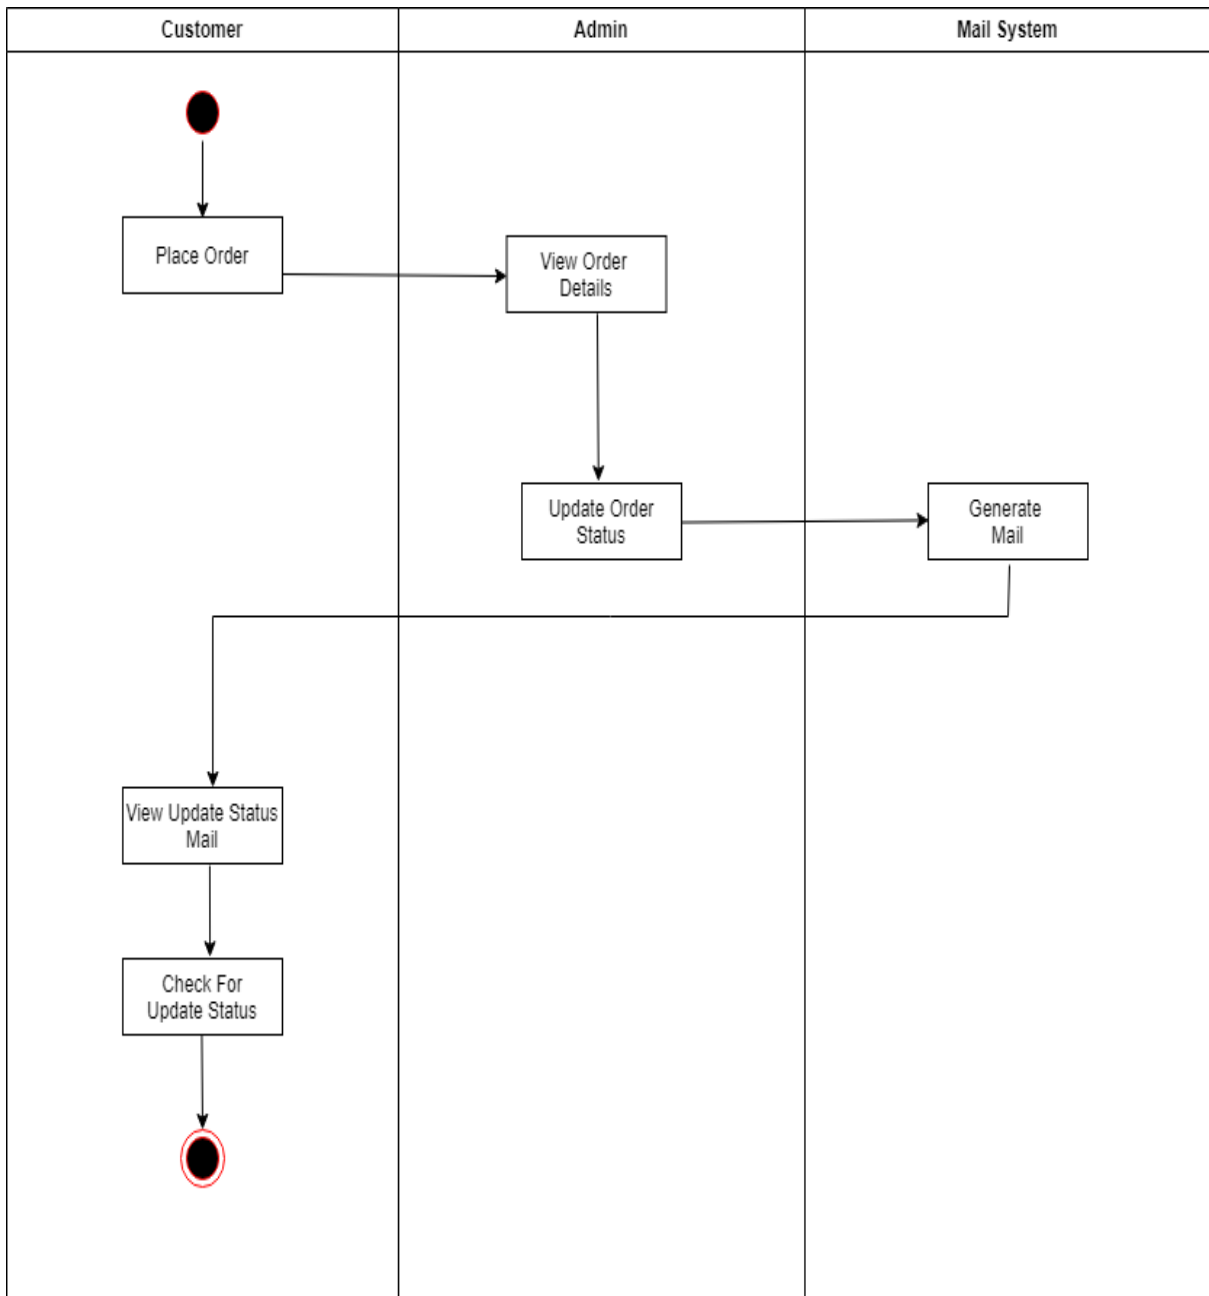 Customer
Admin
Mail System
Place Order
View Order
Details
Update Order
Status
Generate
Mail
View Update Status
Mail
Check For
Update Status